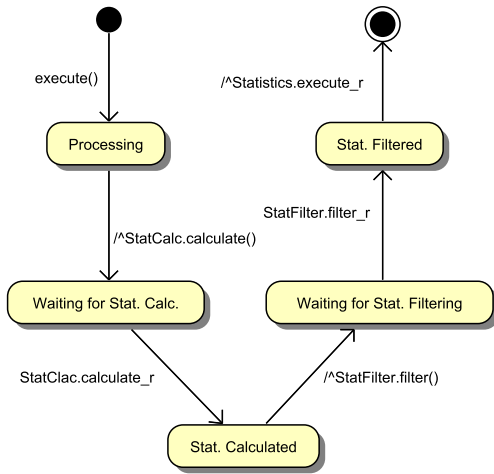 execute()
/^Statistics.execute_r
Processing
Stat. Filtered
StatFilter.filter_r
/^StatCalc.calculate()
Waiting for Stat. Calc.
Waiting for Stat. Filtering
StatClac.calculate_r
/^StatFilter.filter()
Stat. Calculated